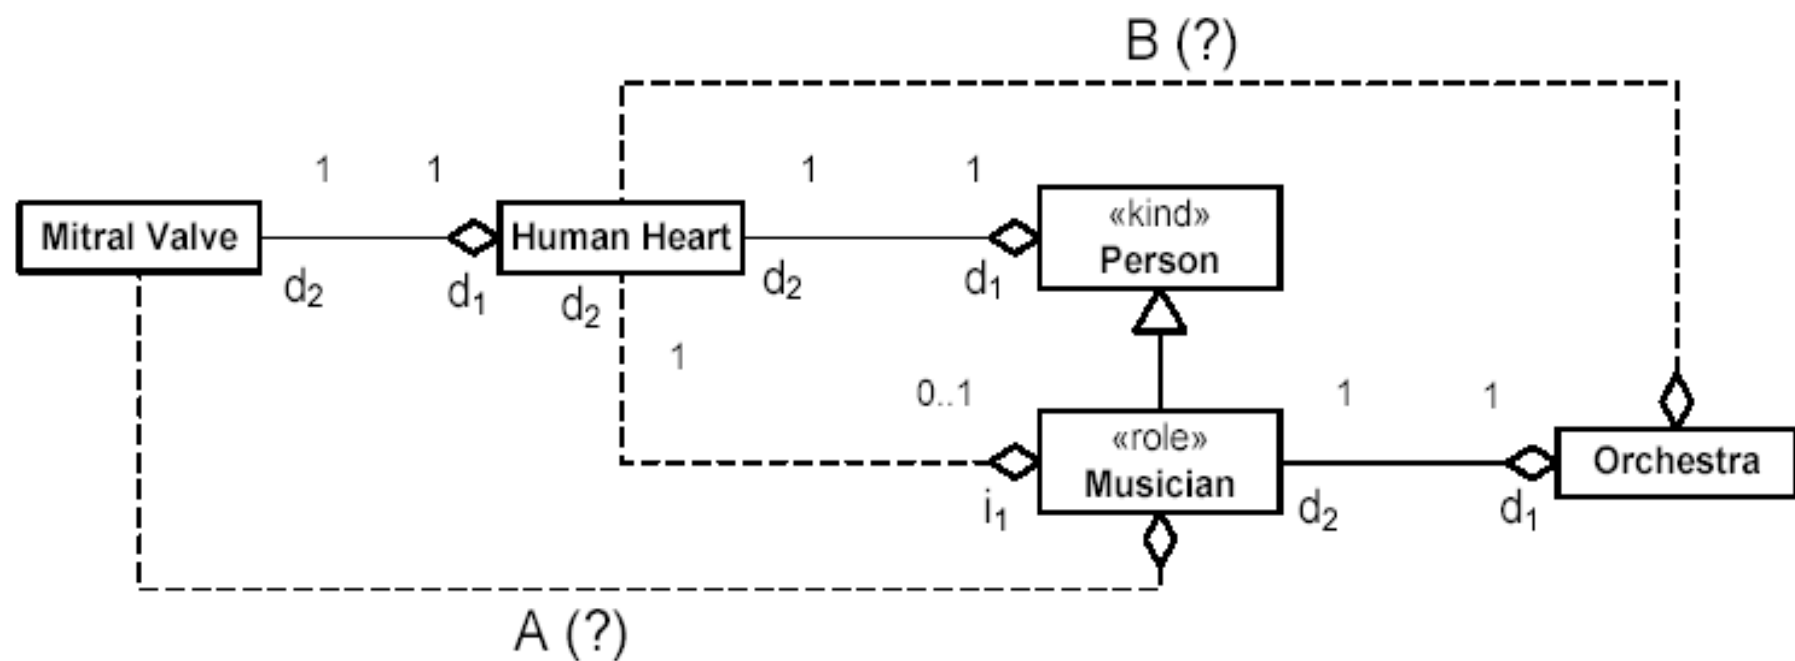 B (?)
1
1
1
1
Mitral Valve
Human Heart
«kind»
Person
d₂
d₁
d₂
d₂
d₁
1
0..1
1
1
«role»
Musician
Orchestra
i₁
d₂
d₁
A (?)